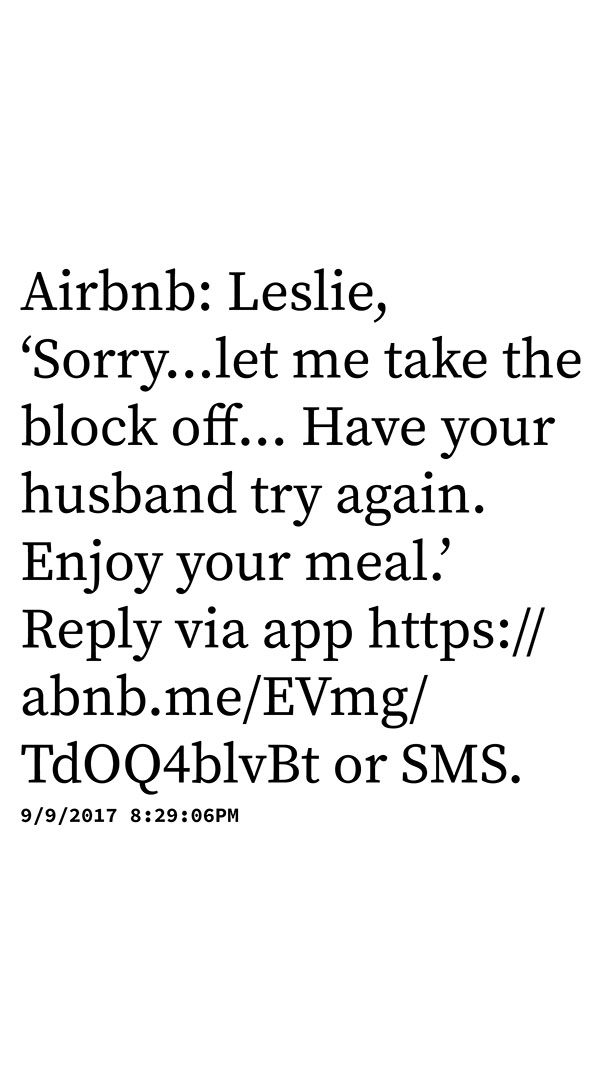 Airbnb: Leslie,
‘Sorry...let me take the
block off... Have your
husband try again.
Enjoy your meal.’
Reply via app https://
abnb.me/EVmg/
TdOQ4blvBt or SMS.
9/9/2017 8:29:06PM